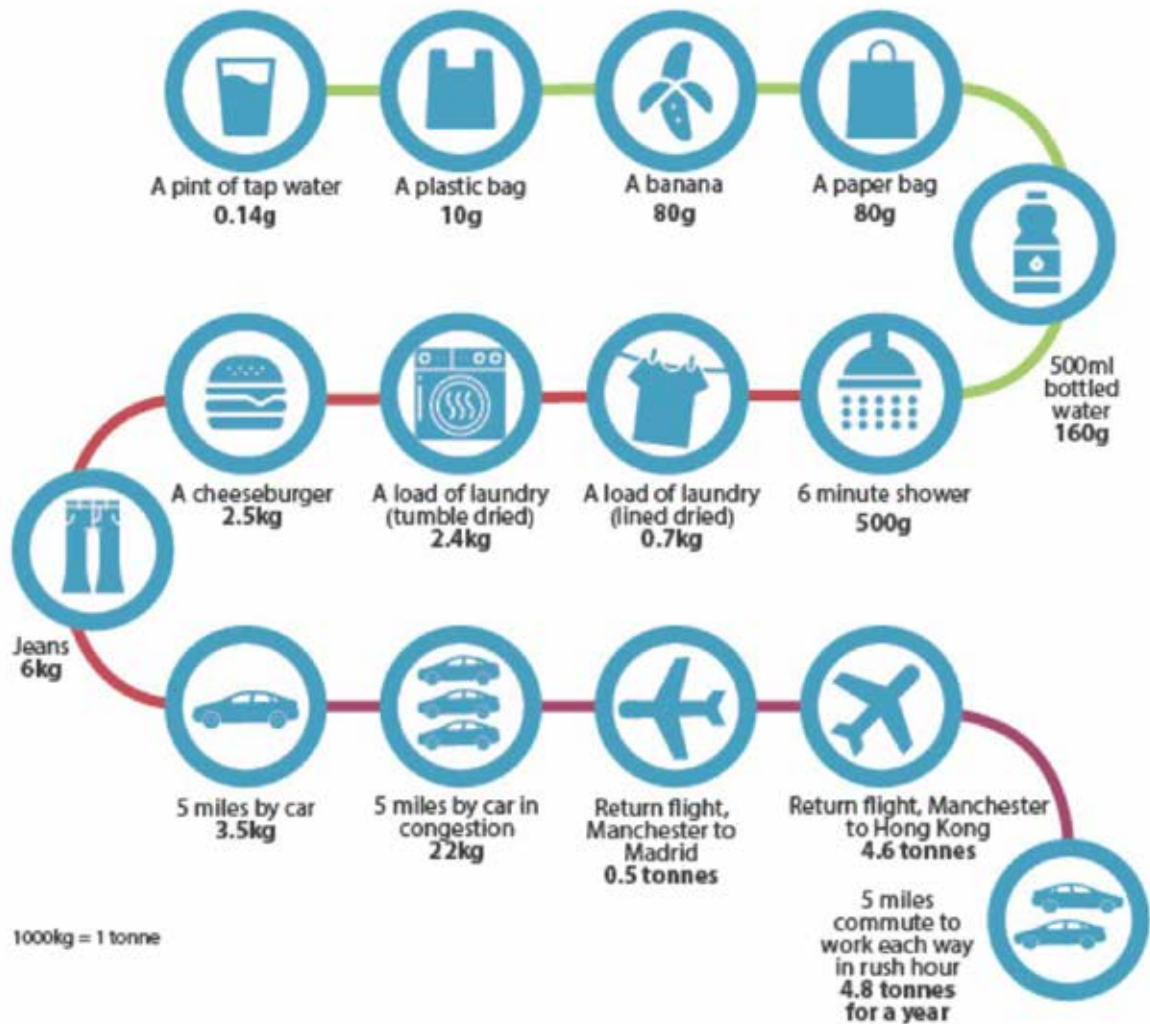 A pint of tap water
0.14g
A plastic bag
10g
A banana
80g
A paper bag
80g
500ml
bottled
water
160g
A cheeseburger
2.5kg
A load of laundry
(tumble dried)
2.4kg
A load of laundry
(lined dried)
0.7kg
6 minute shower
500g
Jeans
6kg
5 miles by car
3.5kg
5 miles by car in
congestion
22kg
Return flight,
Manchester to
Madrid
0.5 tonnes
Return flight, Manchester
to Hong Kong
4.6 tonnes
5 miles
commute to
work each way
in rush hour
4.8 tonnes
for a year
1000kg = 1 tonne